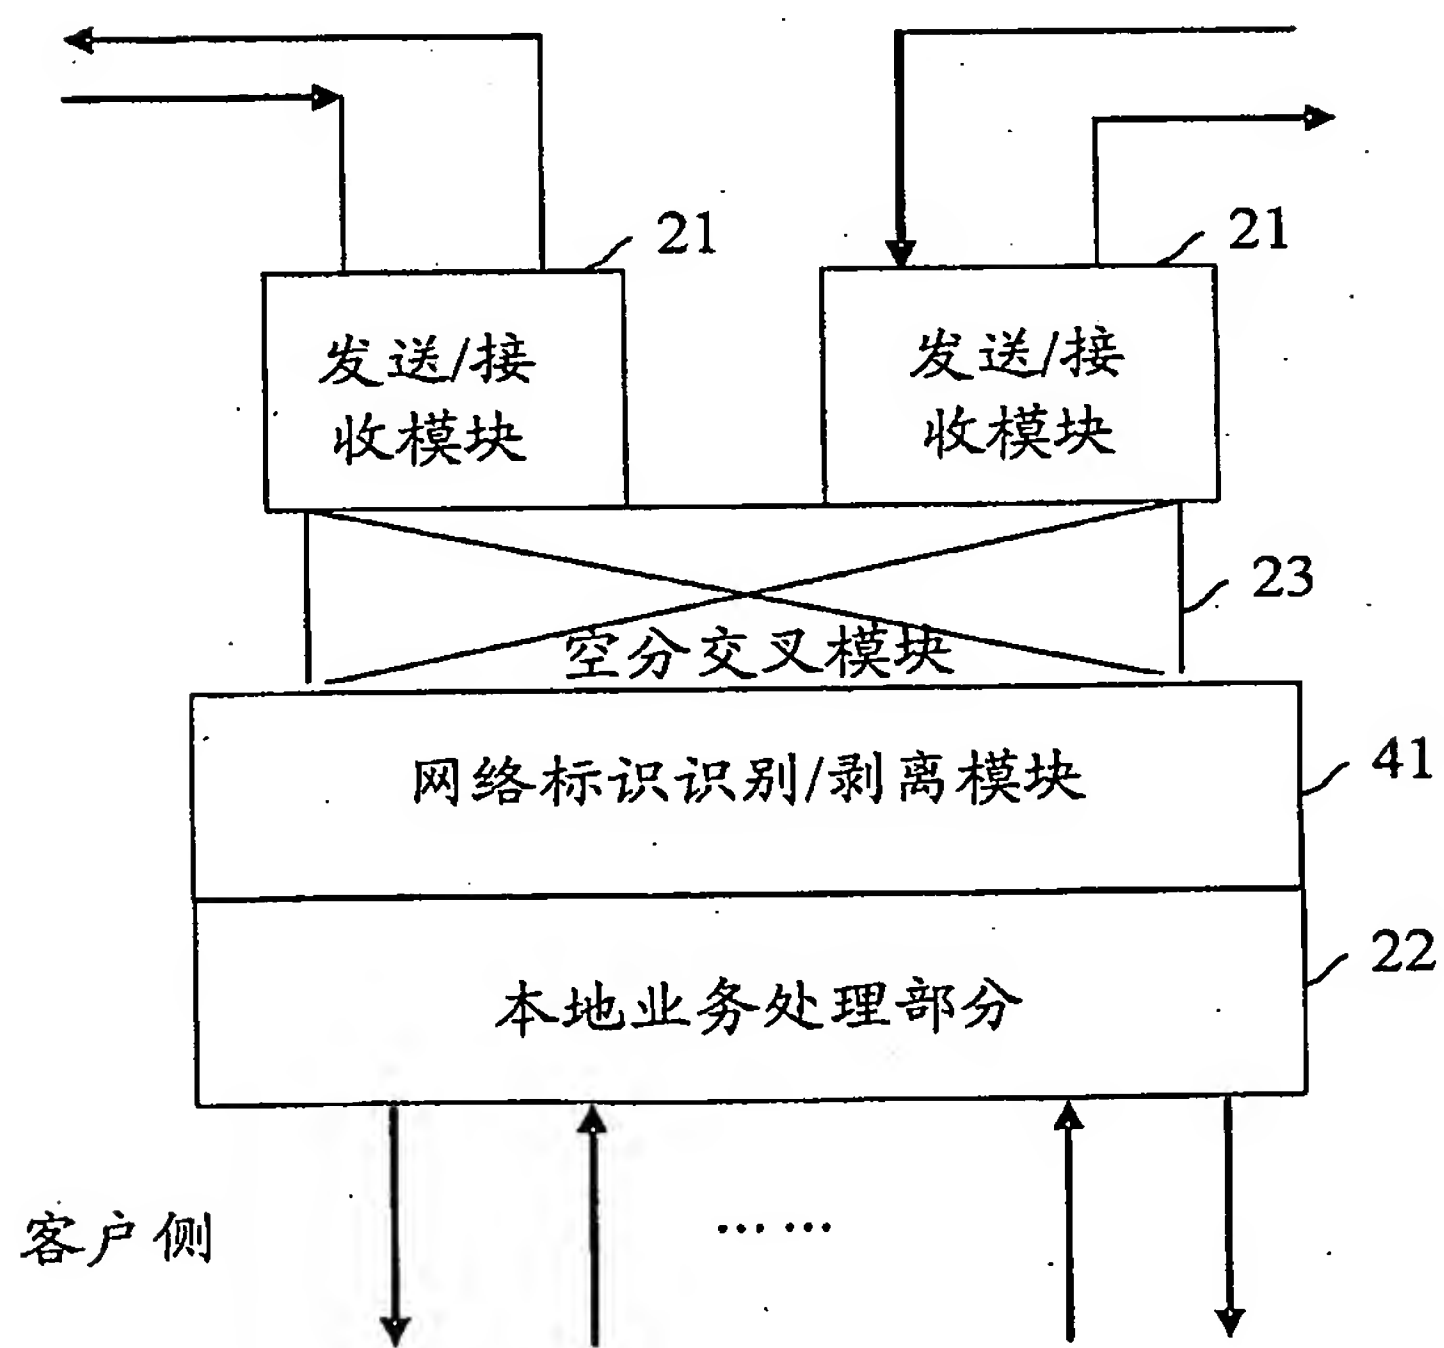 21
21
发送/接
收模块
发送/接
收模块
23
空分交叉模块
网络标识识别/剥离模块
41
22
本地业务处理部分
客户侧
……